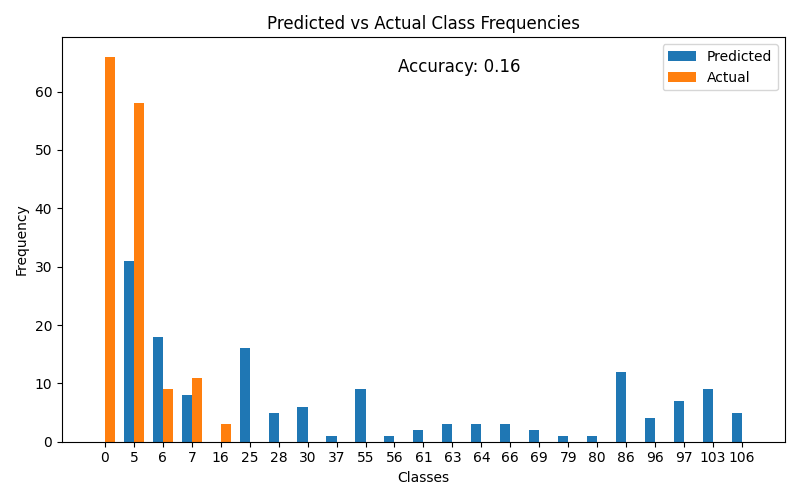 Predicted vs Actual Class Frequencies
Accuracy: 0.16
Predicted
Actual
Frequency
60
50
40
30
20
10
0
0 5 6 7 16 25 28 30 37 55 56 61 63 64 66 69 79 80 86 96 97 103 106
Classes